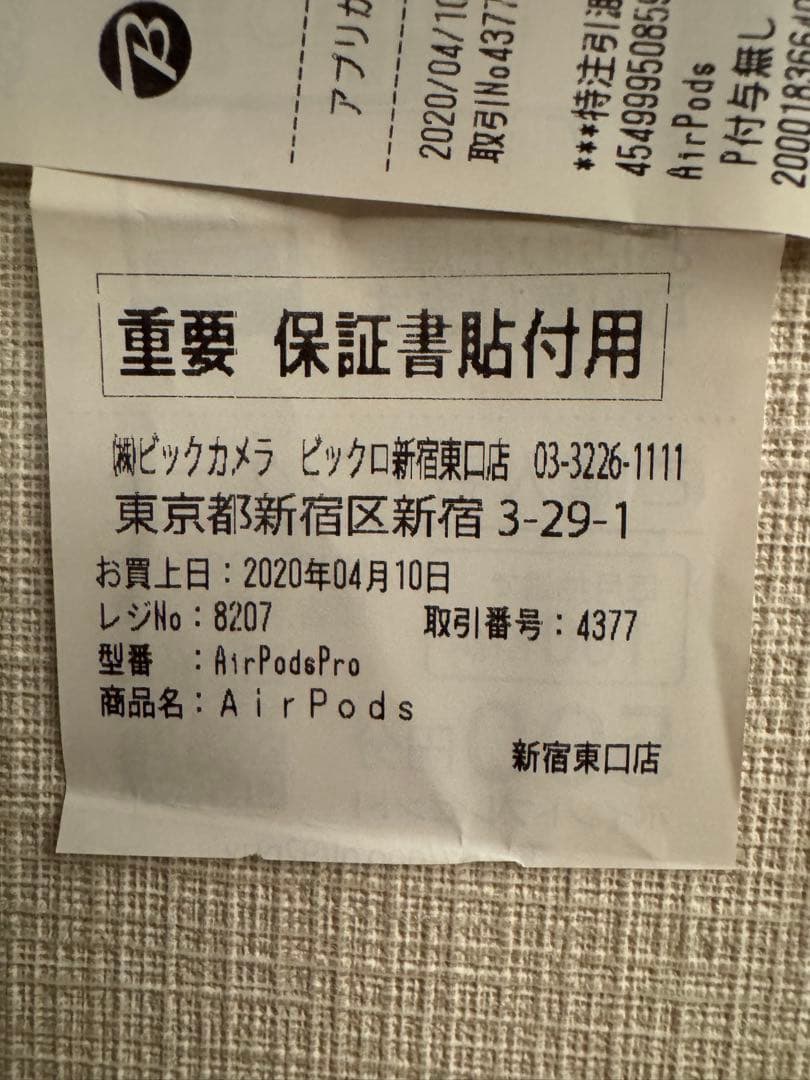 アプリカ
2020/04/10
取引No4377
***特注引
AirPods
P付与無し
重要 保証書貼付用
㈱ビックカメラ ビックロ新宿東口店 03-3226-1111
東京都新宿区新宿3-29-1
お買上日：2020年04月10日
レジNo：8207 取引番号：4377
型番 ：AirPodsPro
商品名：AirPods
新宿東口店